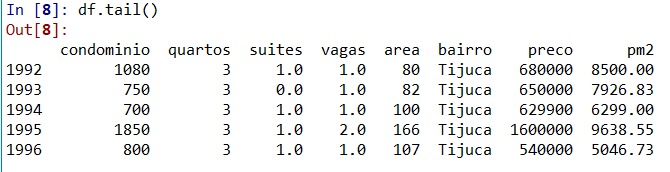 In [8]: df.tail()
Out[8]:
condominio quartos suites vagas area bairro preco pm2
1992 1080 3 1.0 1.0 80 Tijuca 680000 8500.00
1993 750 3 0.0 1.0 82 Tijuca 650000 7926.83
1994 700 3 1.0 1.0 100 Tijuca 629900 6299.00
1995 1850 3 1.0 2.0 166 Tijuca 1600000 9638.55
1996 800 3 1.0 1.0 107 Tijuca 540000 5046.73